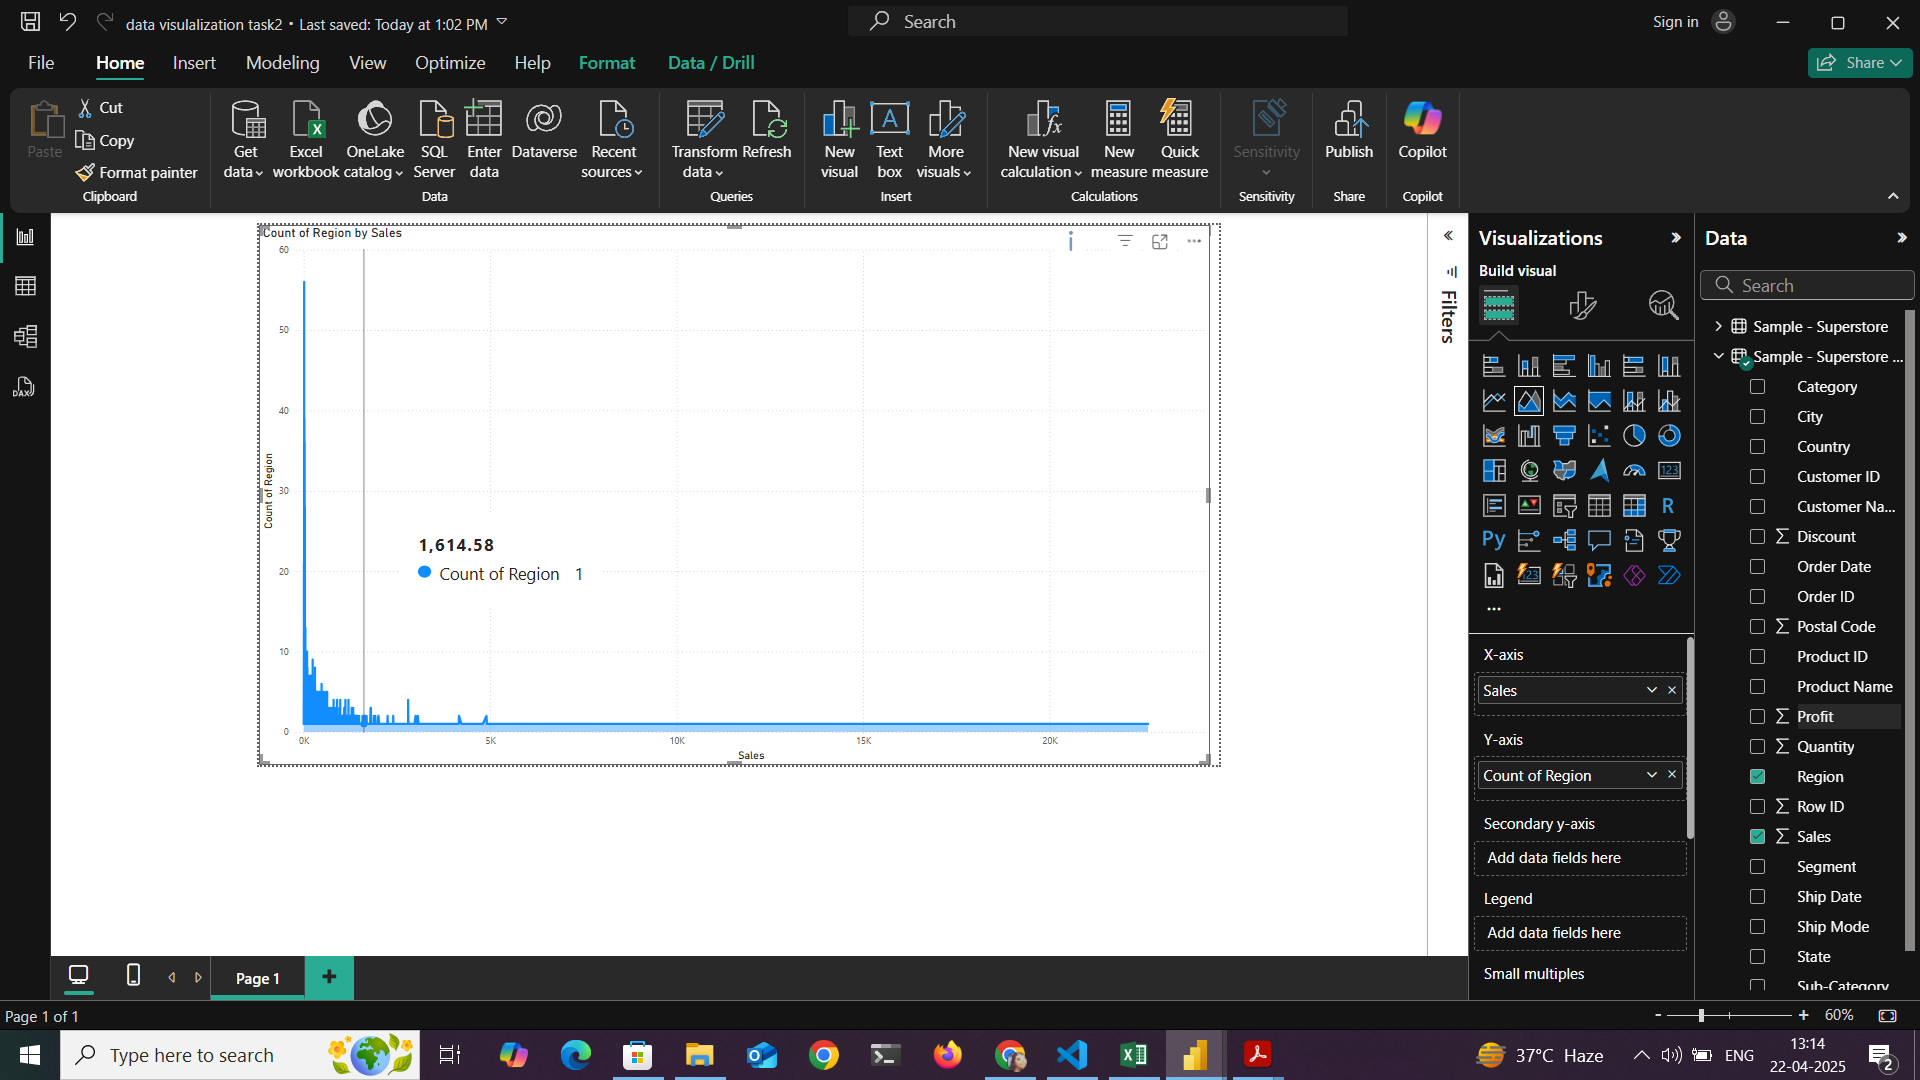 data visulalization task2 • Last saved: Today at 1:02 PM
Search
Sign in
File
Home
Insert
Modeling
View
Optimize
Help
Format
Data / Drill
Share
Paste
Cut
Copy
Format painter
Clipboard
Get data
Excel workbook
OneLake catalog
SQL Server
Enter data
Dataverse
Recent sources
Data
Transform data
Refresh
Queries
New visual
Text box
More visuals
Insert
New visual calculation
New measure
Quick measure
Calculations
Sensitivity
Sensitivity
Publish
Share
Copilot
Copilot
Count of Region by Sales
60
50
40
30
20
10
0
Count of Region
1,614.58
Count of Region 1
0K
5K
10K
15K
20K
Sales
Filters
Visualizations
Build visual
123
R
Py
123
X-axis
Sales
Y-axis
Count of Region
Secondary y-axis
Add data fields here
Legend
Add data fields here
Small multiples
Data
Search
Sample - Superstore
Sample - Superstore ...
Category
City
Country
Customer ID
Customer Na...
Discount
Order Date
Order ID
Postal Code
Product ID
Product Name
Profit
Quantity
Region
Row ID
Sales
Segment
Ship Date
Ship Mode
State
Sub-Category
DAX
Page 1
Page 1 of 1
60%
Type here to search
37°C Haze
ENG
13:14
22-04-2025
2